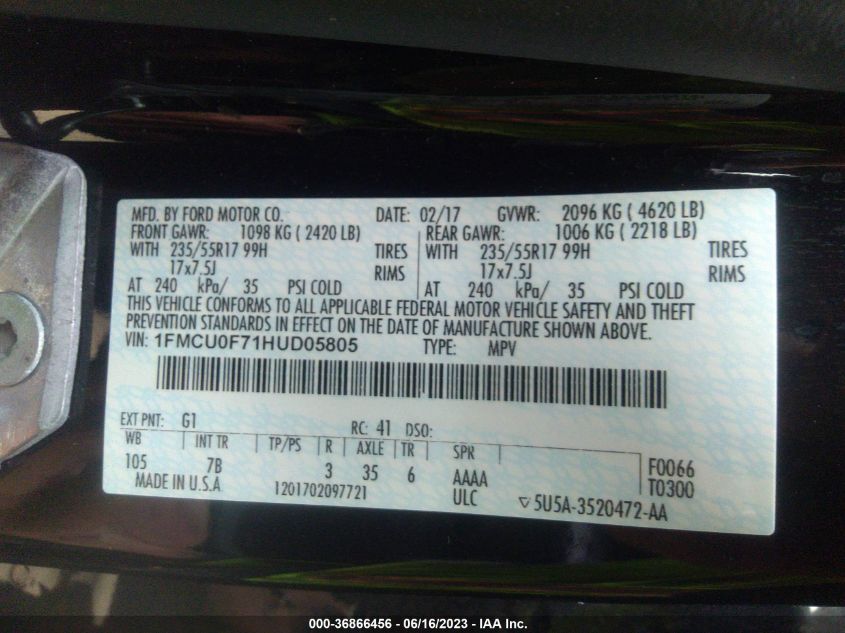 MFD. BY FORD MOTOR CO. DATE: 02/17 GVWR: 2096 KG ( 4620 LB)
FRONT GAWR: 1098 KG ( 2420 LB) REAR GAWR: 1006 KG ( 2218 LB)
WITH 235/55R17 99H TIRES WITH 235/55R17 99H TIRES
17x7.5J RIMS 17x7.5J RIMS
AT 240 kPa/ 35 PSI COLD AT 240 kPa/ 35 PSI COLD
THIS VEHICLE CONFORMS TO ALL APPLICABLE FEDERAL MOTOR VEHICLE SAFETY AND THEFT
PREVENTION STANDARDS IN EFFECT ON THE DATE OF MANUFACTURE SHOWN ABOVE.
VIN: 1FMCU0F71HUD05805 TYPE: MPV
EXT PNT: G1 RC: 41 DSO:
WB INT TR TP/PS R AXLE TR SPR
105 7B 3 35 6 AAAA F0066
MADE IN U.S.A 1201702097721 ULC T0300
▽5U5A-3520472-AA
000-36866456 - 06/16/2023 - IAA Inc.